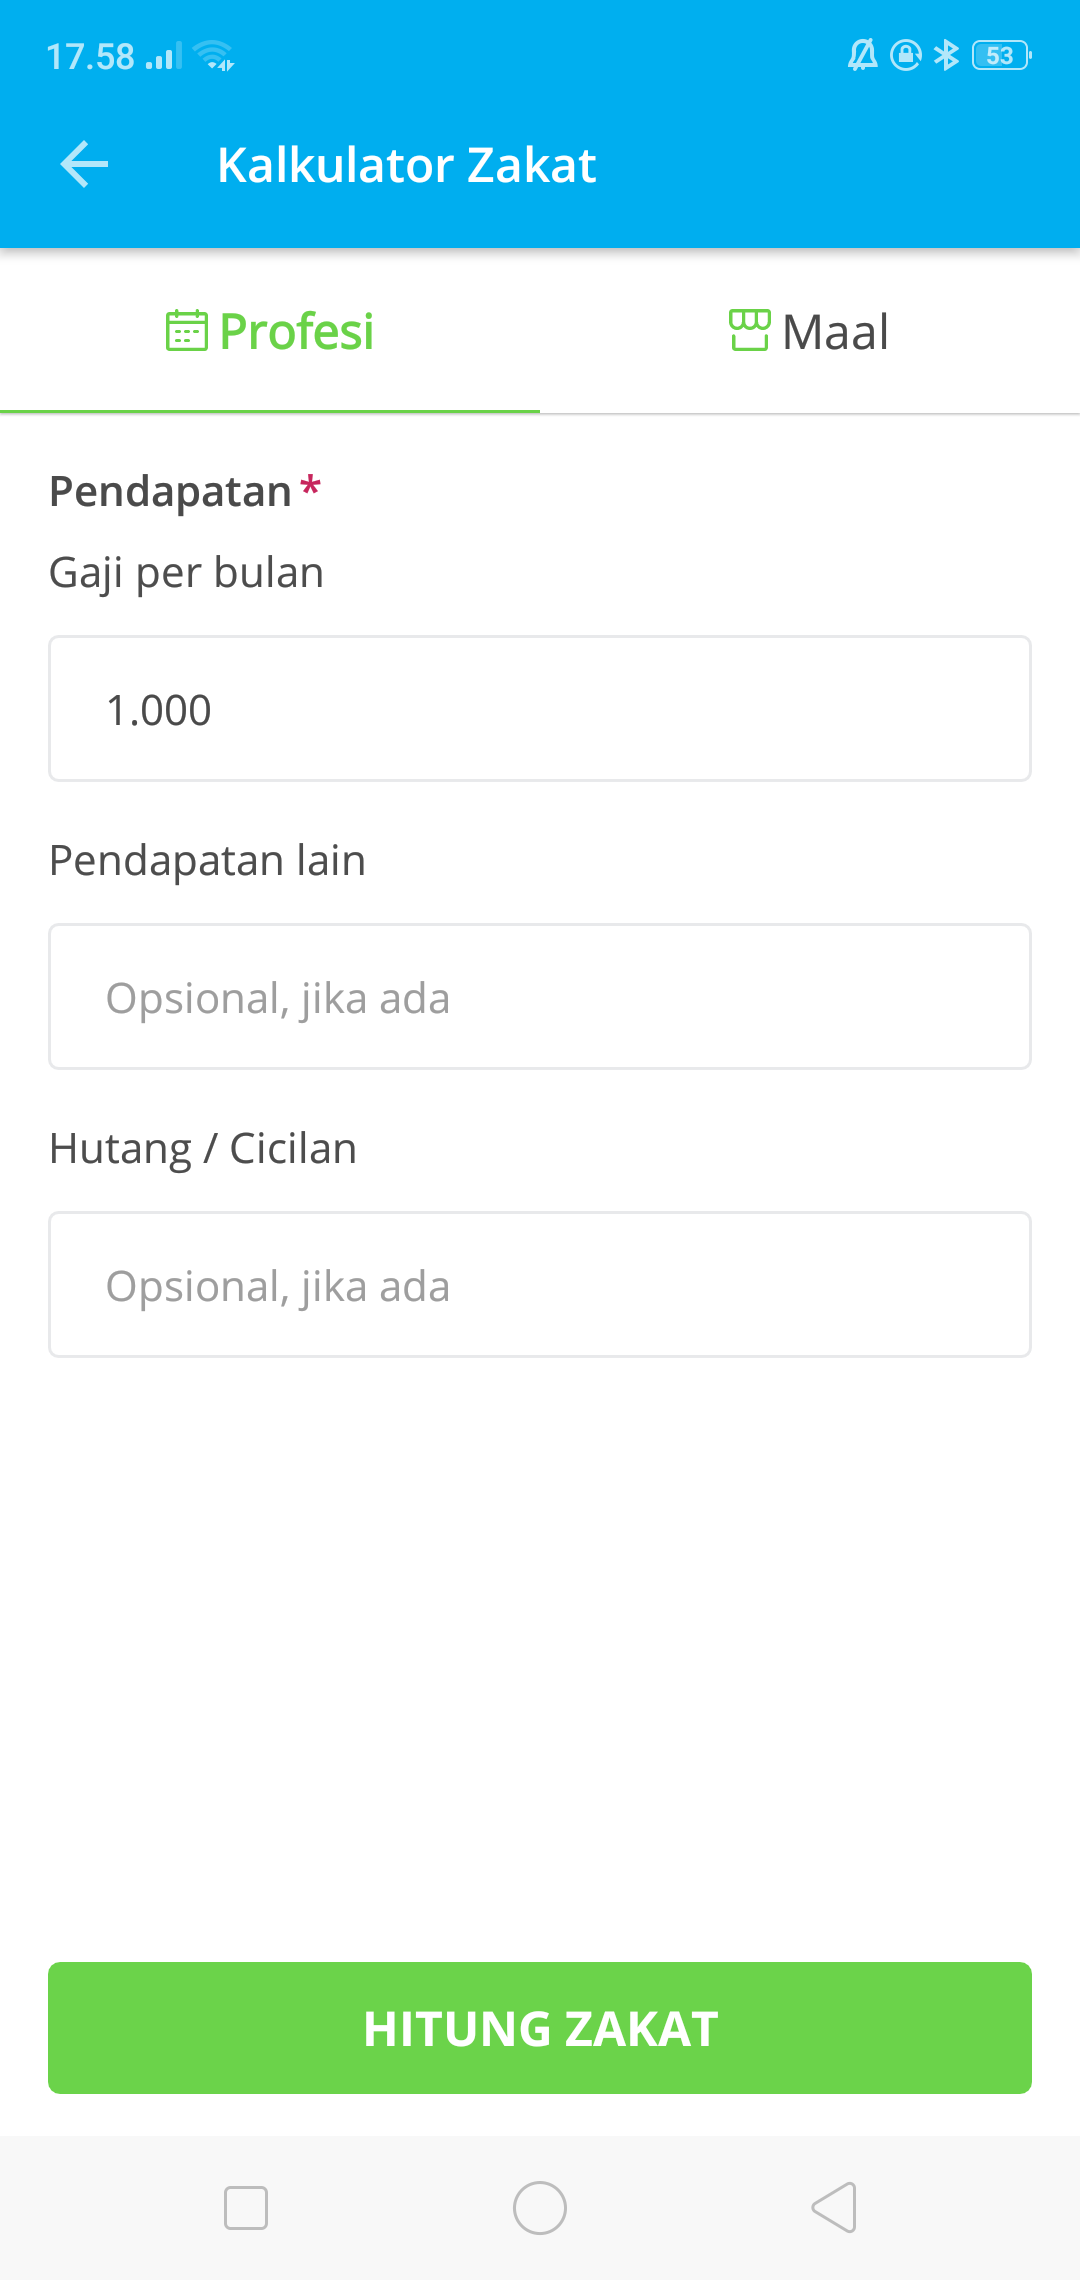 17.58
53
Kalkulator Zakat
Profesi
Maal
Pendapatan*
Gaji per bulan
1.000
Pendapatan lain
Opsional, jika ada
Hutang / Cicilan
Opsional, jika ada
HITUNG ZAKAT